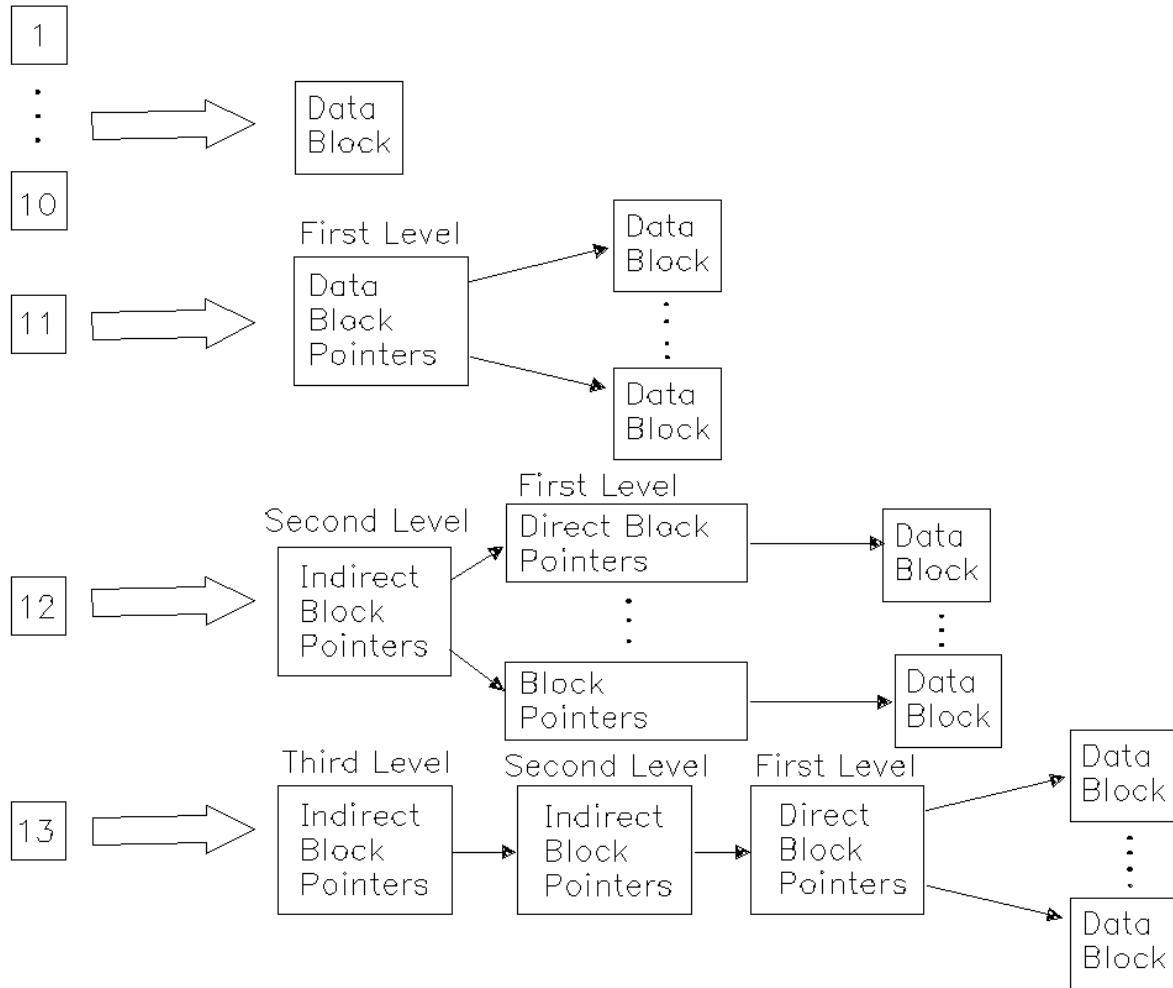 1
Data
Block
10
First Level
Data
Block
Data
Block
Pointers
11
Data
Block
First Level
Second Level
Direct Block
Pointers
Data
Block
Indirect
Block
Pointers
12
Block
Pointers
Data
Block
Third Level
Second Level
First Level
Data
Block
13
Indirect
Block
Pointers
Indirect
Block
Pointers
Direct
Block
Pointers
Data
Block